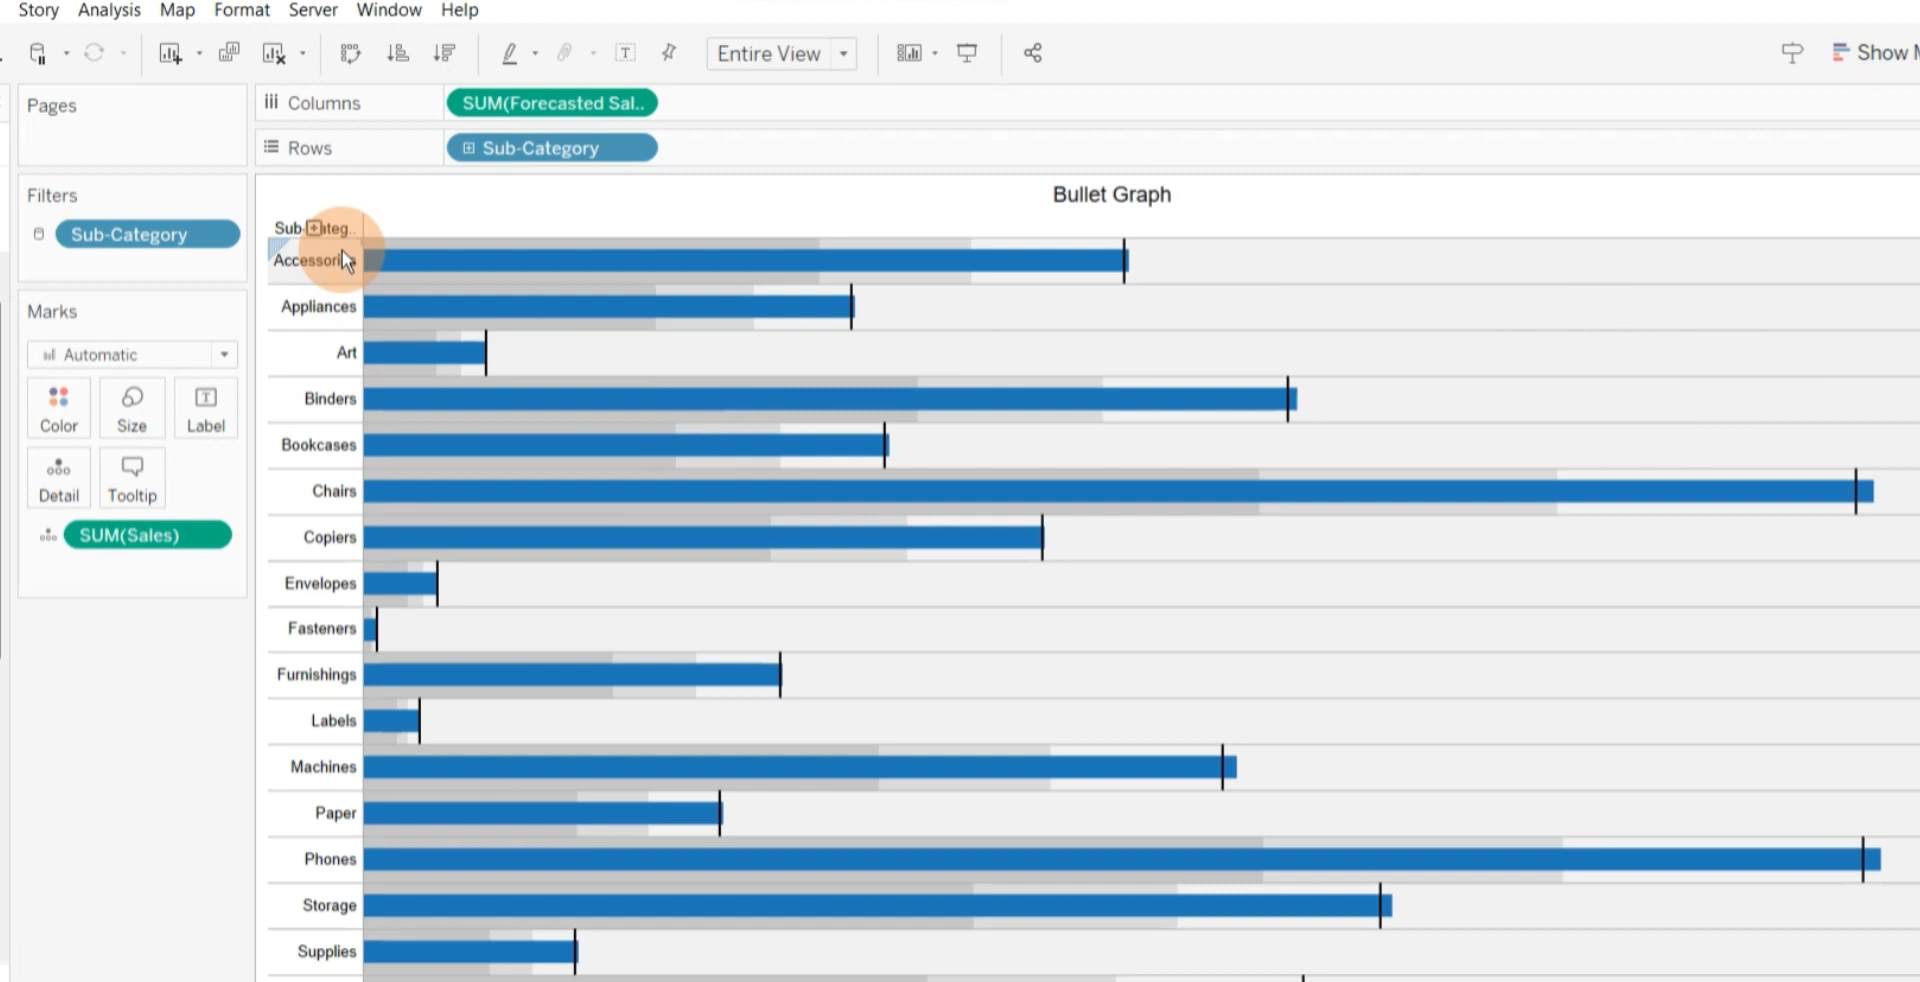 Story Analysis Map Format Server Window Help
Entire View
Show M
Pages
Columns
SUM(Forecasted Sal..
Rows
Sub-Category
Filters
Sub-Category
Marks
Automatic
Color
Size
Label
Detail
Tooltip
SUM(Sales)
Bullet Graph
Accessories
Appliances
Art
Binders
Bookcases
Chairs
Copiers
Envelopes
Fasteners
Furnishings
Labels
Machines
Paper
Phones
Storage
Supplies